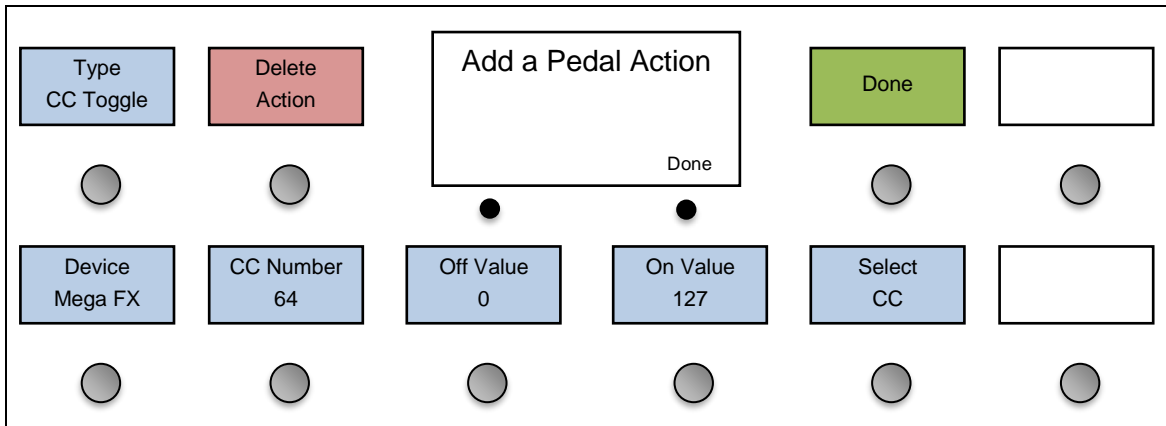 Type
CC Toggle
Delete
Action
Add a Pedal Action
Done
Done
Device
Mega FX
CC Number
64
Off Value
0
On Value
127
Select
CC